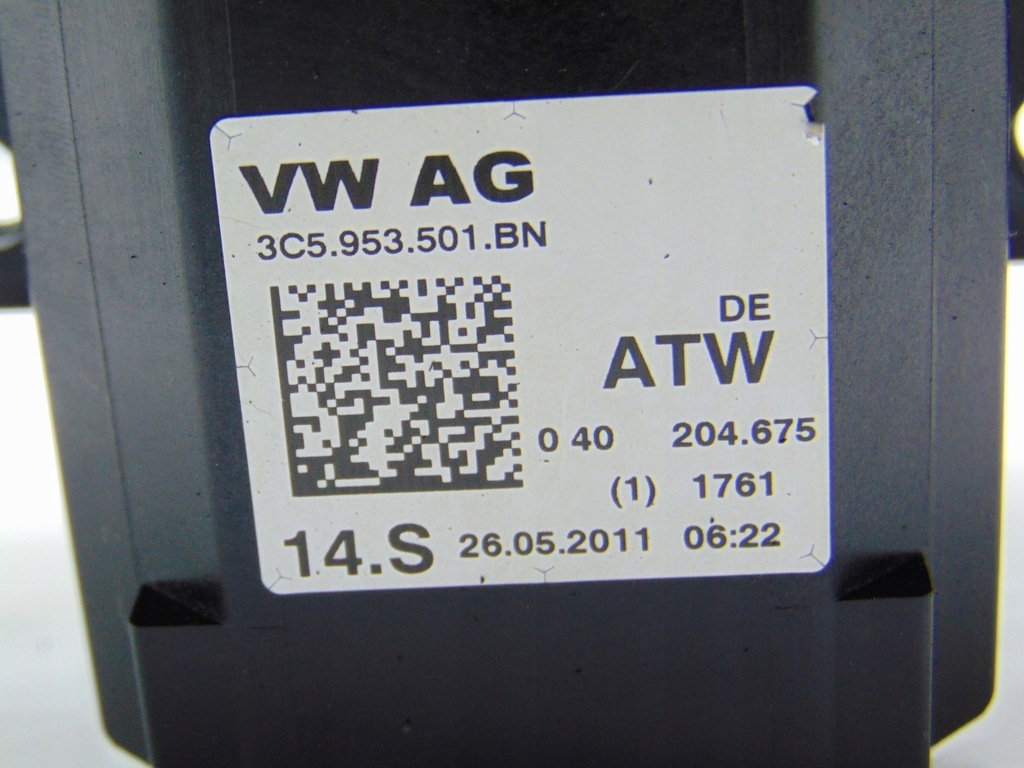 VW AG
3C5.953.501.BN
DE
ATW
0 40 204.675
(1) 1761
14.S 26.05.2011 06:22